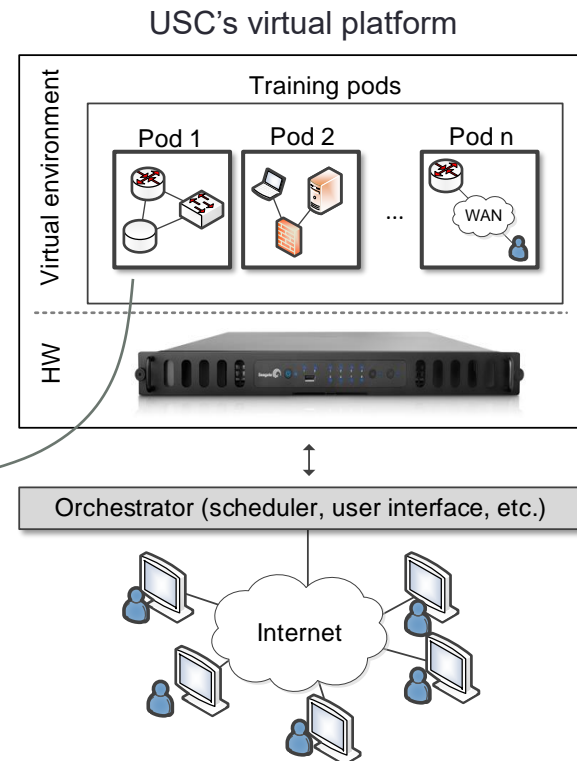 USC's virtual platform
Virtual environment
Training pods
Pod 1
Pod 2
Pod n
...
WAN
HW
Seagate
Orchestrator (scheduler, user interface, etc.)
Internet